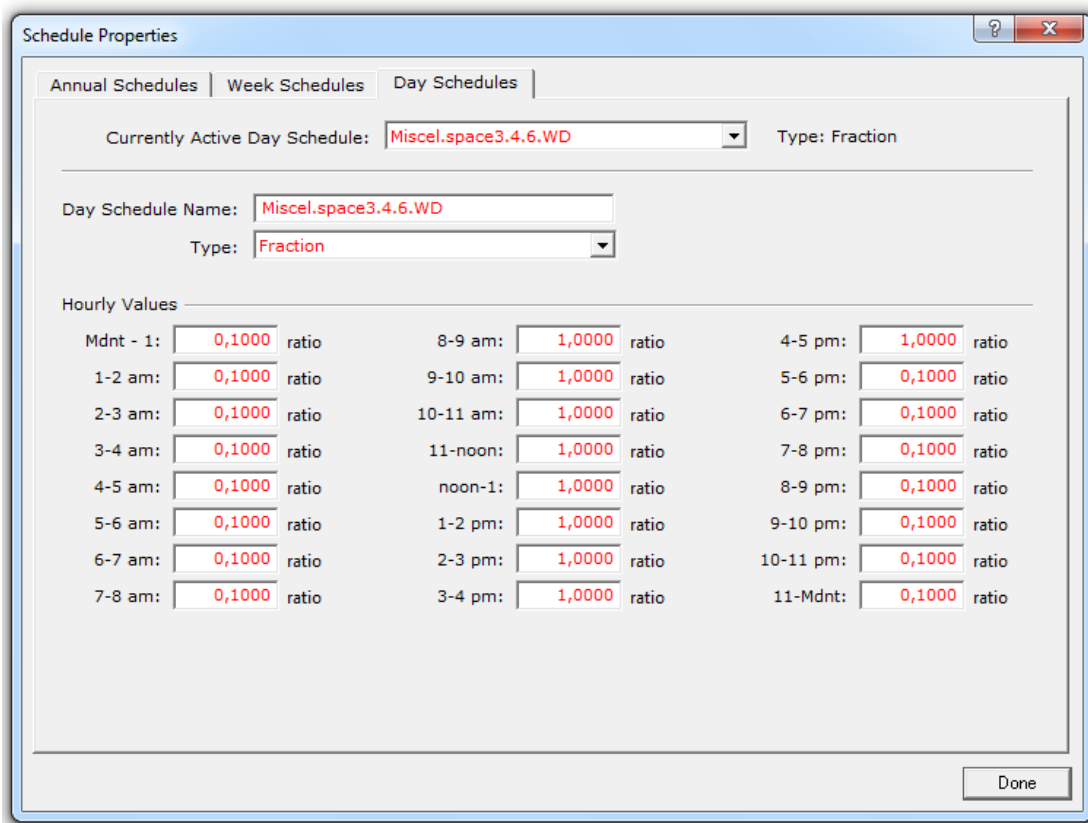 Schedule Properties
Annual Schedules Week Schedules Day Schedules
Currently Active Day Schedule: Miscel.space3.4.6.WD Type: Fraction
Day Schedule Name: Miscel.space3.4.6.WD
Type: Fraction
Hourly Values
Mdnt - 1: 0,1000 ratio 8-9 am: 1,0000 ratio 4-5 pm: 1,0000 ratio
1-2 am: 0,1000 ratio 9-10 am: 1,0000 ratio 5-6 pm: 0,1000 ratio
2-3 am: 0,1000 ratio 10-11 am: 1,0000 ratio 6-7 pm: 0,1000 ratio
3-4 am: 0,1000 ratio 11-noon: 1,0000 ratio 7-8 pm: 0,1000 ratio
4-5 am: 0,1000 ratio noon-1: 1,0000 ratio 8-9 pm: 0,1000 ratio
5-6 am: 0,1000 ratio 1-2 pm: 1,0000 ratio 9-10 pm: 0,1000 ratio
6-7 am: 0,1000 ratio 2-3 pm: 1,0000 ratio 10-11 pm: 0,1000 ratio
7-8 am: 0,1000 ratio 3-4 pm: 1,0000 ratio 11-Mdnt: 0,1000 ratio
Done